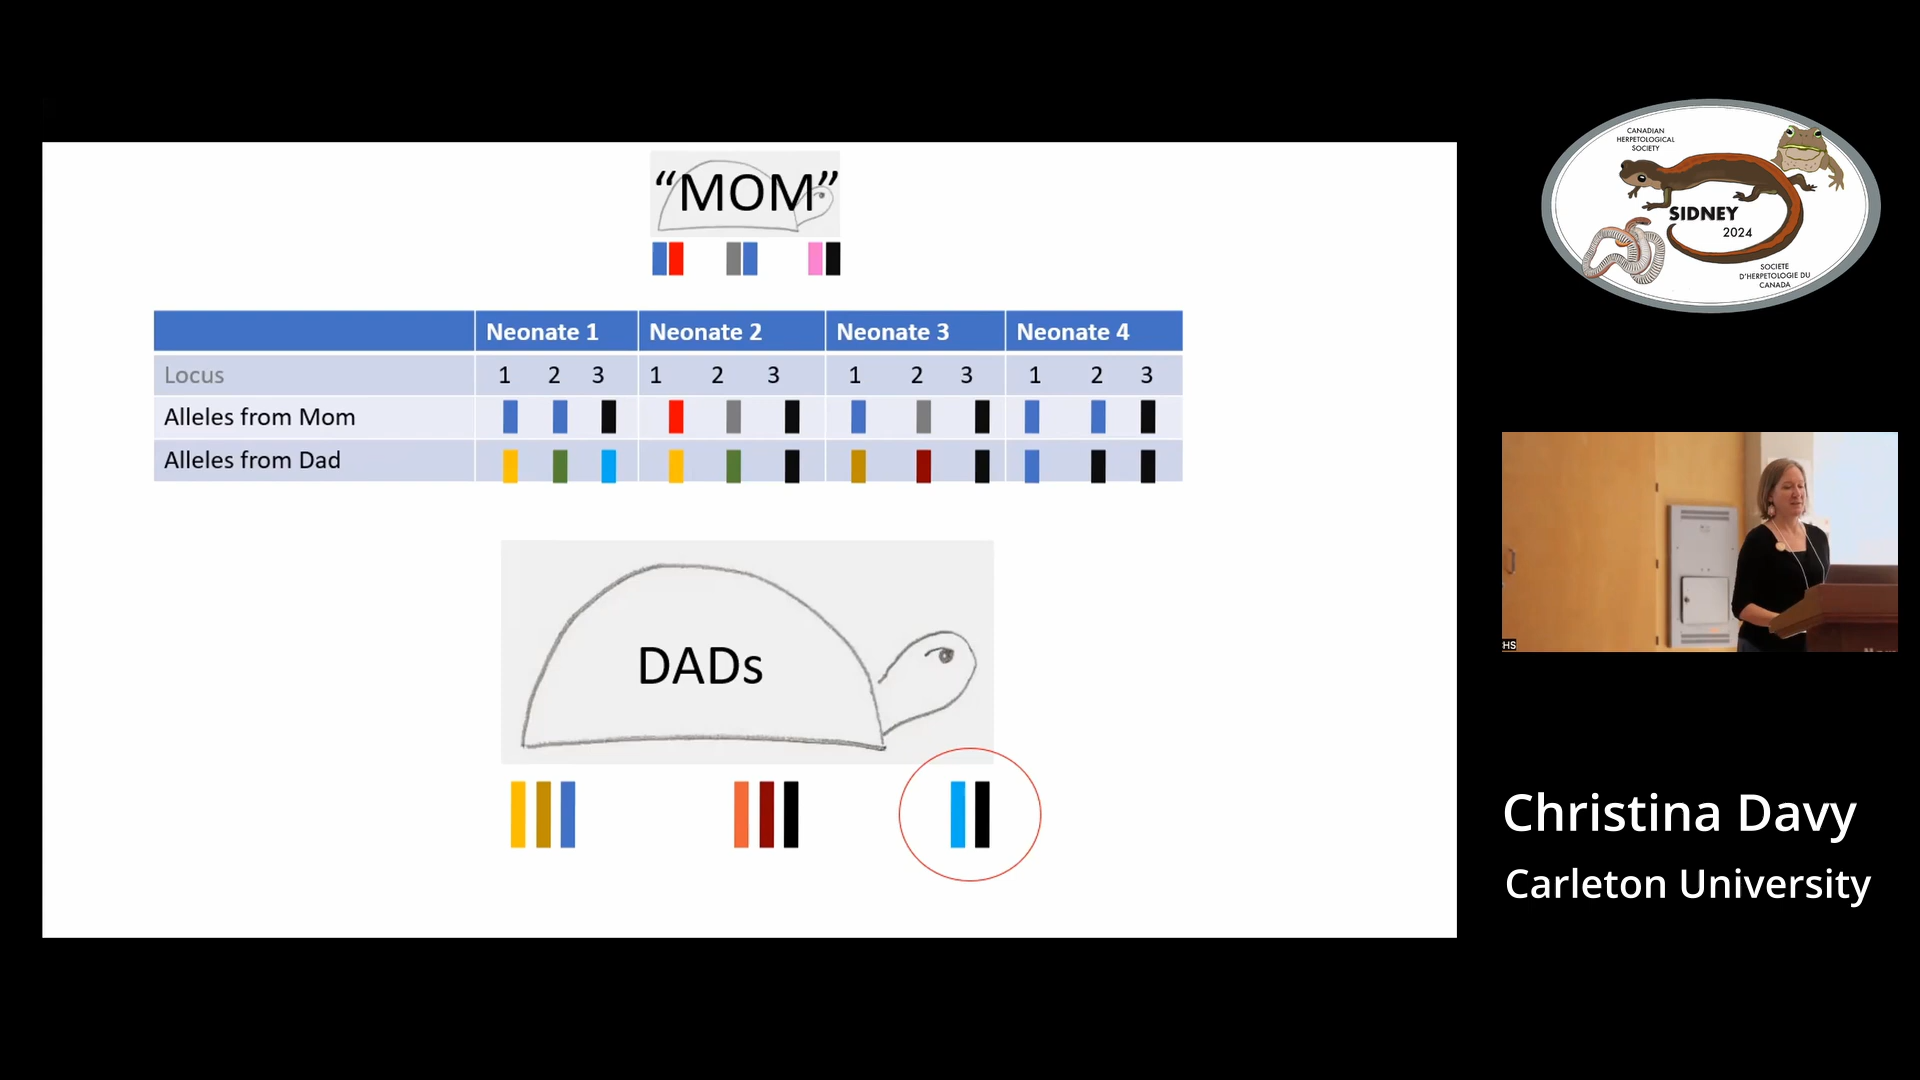 “MOM”
Neonate 1 Neonate 2 Neonate 3 Neonate 4
Locus 1 2 3 1 2 3 1 2 3 1 2 3
Alleles from Mom
Alleles from Dad
DADs
CANADIAN
HERPETOLOGICAL
SOCIETY
SIDNEY
2024
SOCIETE
D'HERPETOLOGIE DU
CANADA
HS
Christina Davy
Carleton University